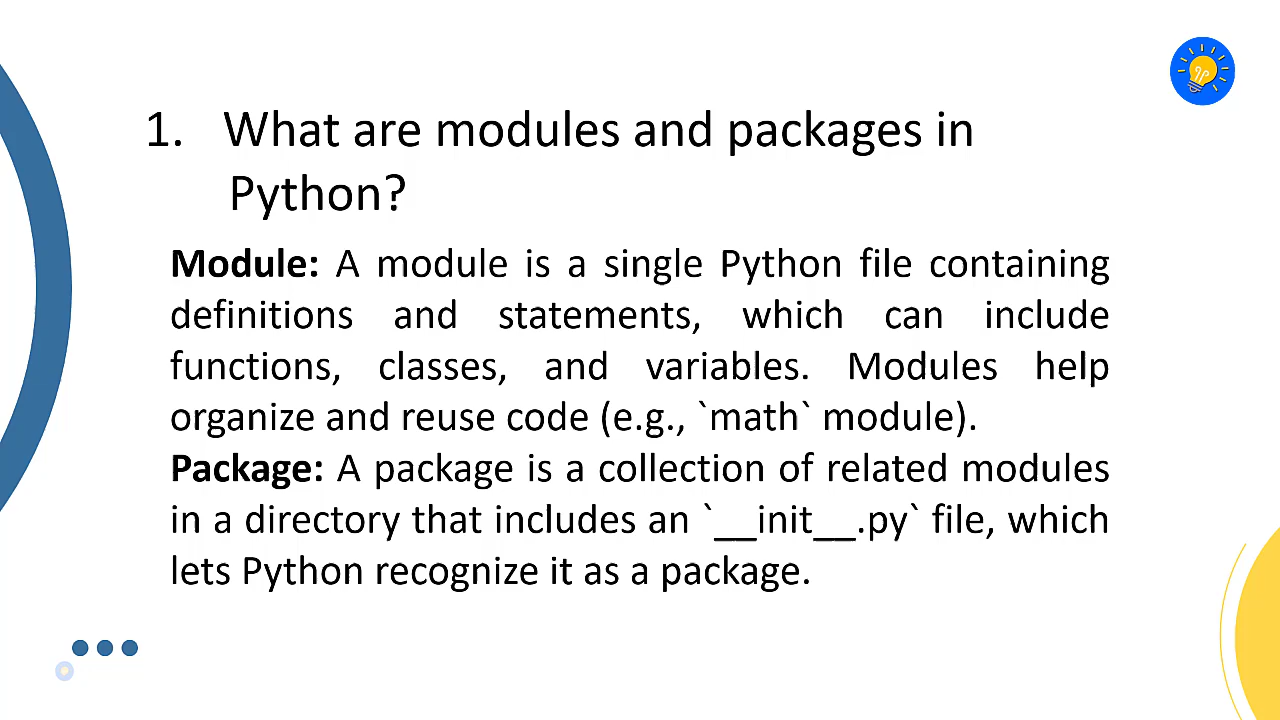 1. What are modules and packages in
Python?
Module: A module is a single Python file containing
definitions and statements, which can include
functions, classes, and variables. Modules help
organize and reuse code (e.g., `math` module).
Package: A package is a collection of related modules
in a directory that includes an `__init__.py` file, which
lets Python recognize it as a package.